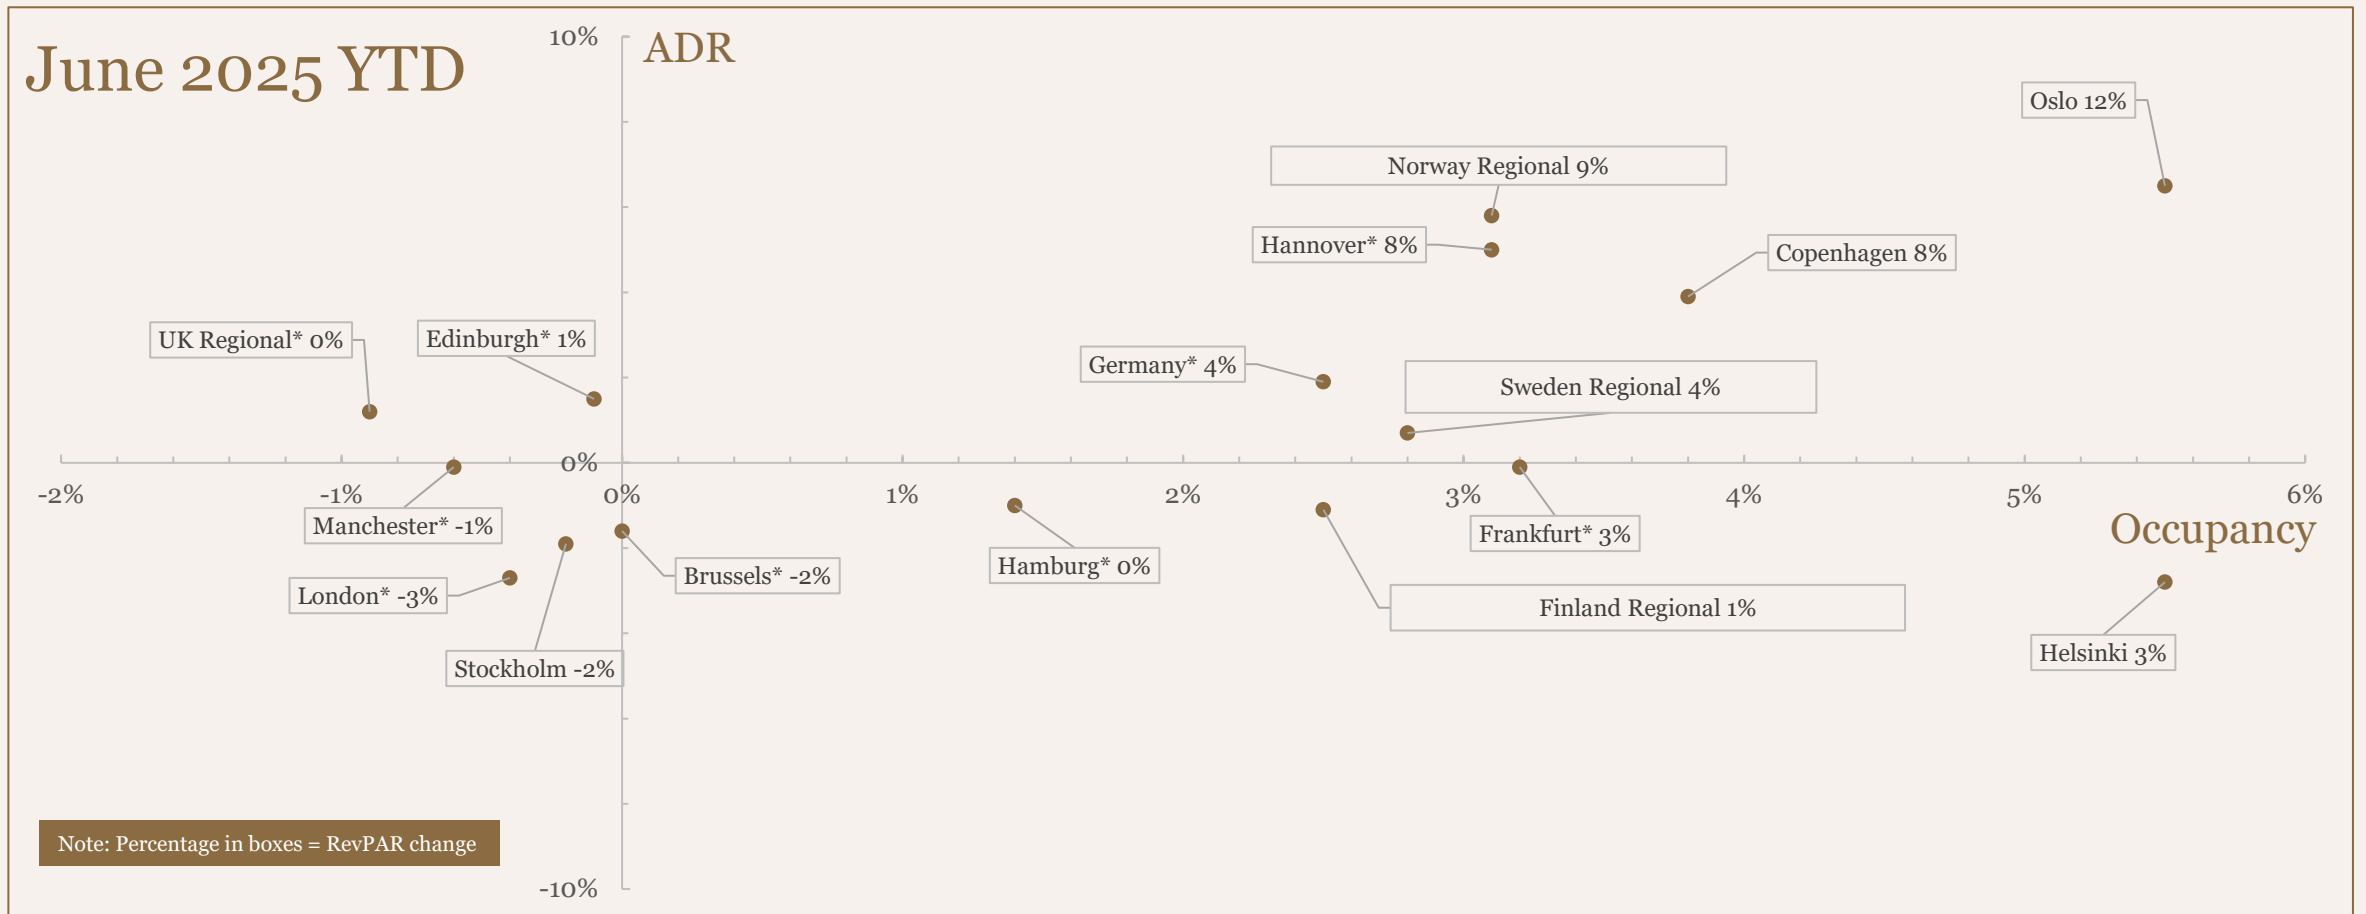 June 2025 YTD
10%
ADR
Oslo 12%
Norway Regional 9%
Hannover* 8%
Copenhagen 8%
UK Regional* 0%
Edinburgh* 1%
Germany* 4%
Sweden Regional 4%
0%
-2%
-1%
0%
1%
2%
3%
4%
5%
6%
Manchester* -1%
Frankfurt* 3%
Occupancy
Hamburg* 0%
Brussels* -2%
London* -3%
Finland Regional 1%
Stockholm -2%
Helsinki 3%
Note: Percentage in boxes = RevPAR change
-10%